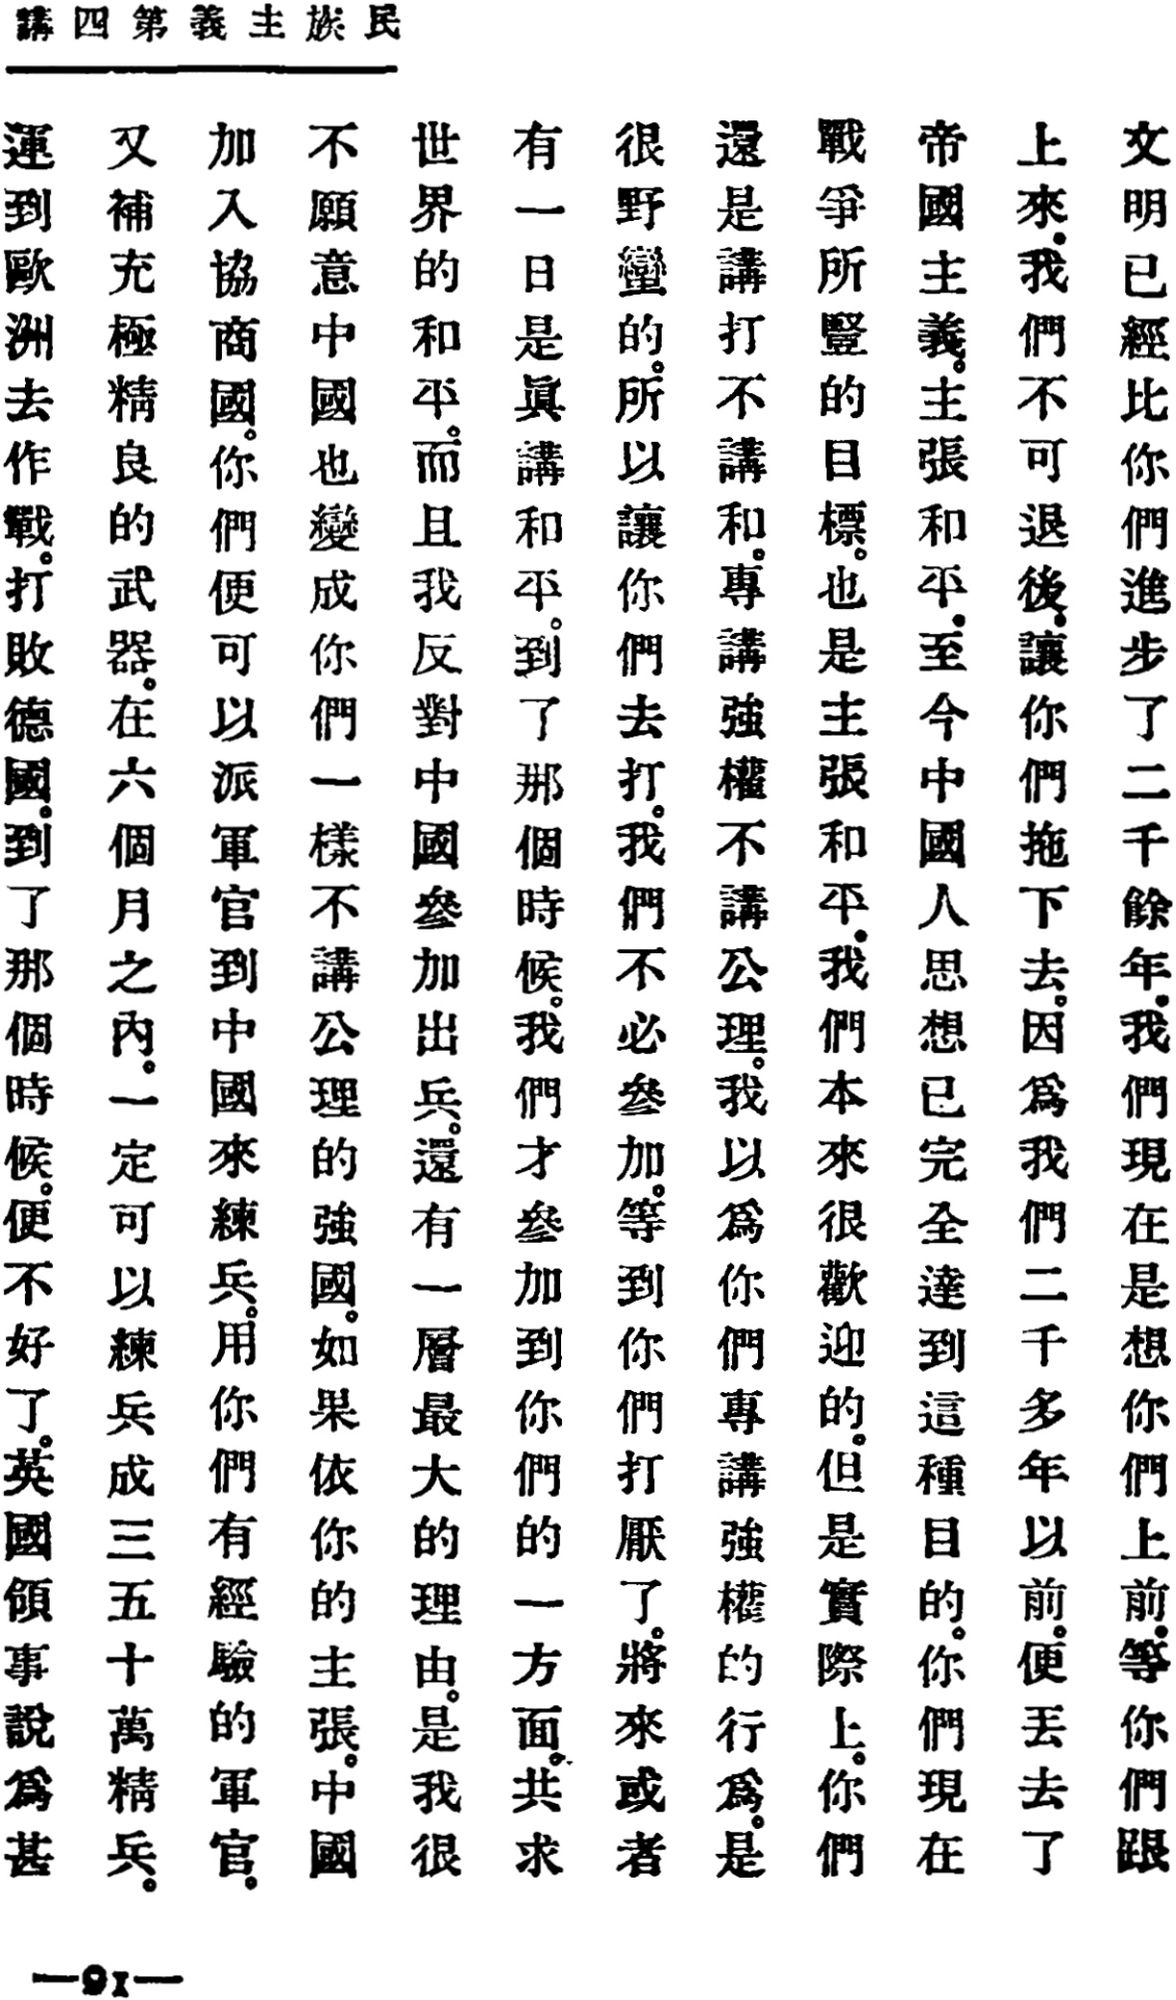 民族主義第四講
文明已經比你們進步了二千餘年。我們現在是想你們上前。等你們跟
上來。我們不可退後。讓你們拖下去。因爲我們二千多年以前。便丟去了
帝國主義。主張和平。至今中國人思想已完全達到這種目的。你們現在
戰爭所豎的目標。也是主張和平。我們本來很歡迎的。但是實際上。你們
還是講打不講和。專講強權不講公理。我以爲你們專講強權的行爲。是
很野蠻的。所以讓你們去打。我們不必參加。等到你們打厭了。將來或者
有一日是眞講和平。到了那個時候。我們才參加到你們的一方面。共求
世界的和平。而且我反對中國參加出兵。還有一層最大的理由。是我很
不願意中國也變成你們一樣不講公理的強國。如果依你的主張。中國
加入協商國。你們便可以派軍官到中國來練兵。用你們有經驗的軍官。
又補充極精良的武器。在六個月之內。一定可以練兵成三五十萬精兵。
運到歐洲去作戰。打敗德國。到了那個時候。便不好了。英國領事說爲甚
—91—